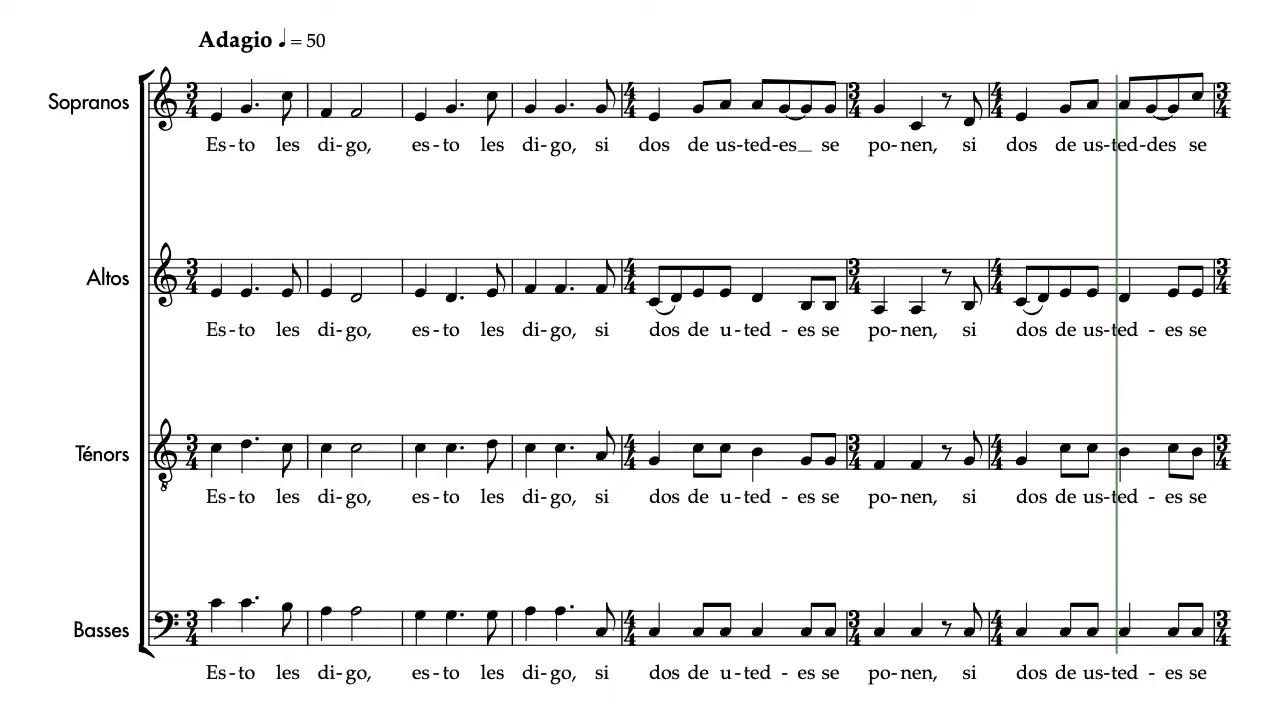 Adagio ♩ = 50
Sopranos
Es-to les di-go, es-to les di-go, si dos de us-ted-es_ se po-nen, si dos de us-ted-des se
Altos
Es-to les di-go, es-to les di-go, si dos de u-ted - es se po-nen, si dos de us-ted - es se
Ténors
Es-to les di-go, es-to les di-go, si dos de u-ted - es se po-nen, si dos de us-ted - es se
Basses
Es-to les di-go, es-to les di-go, si dos de u-ted - es se po-nen, si dos de us-ted - es se